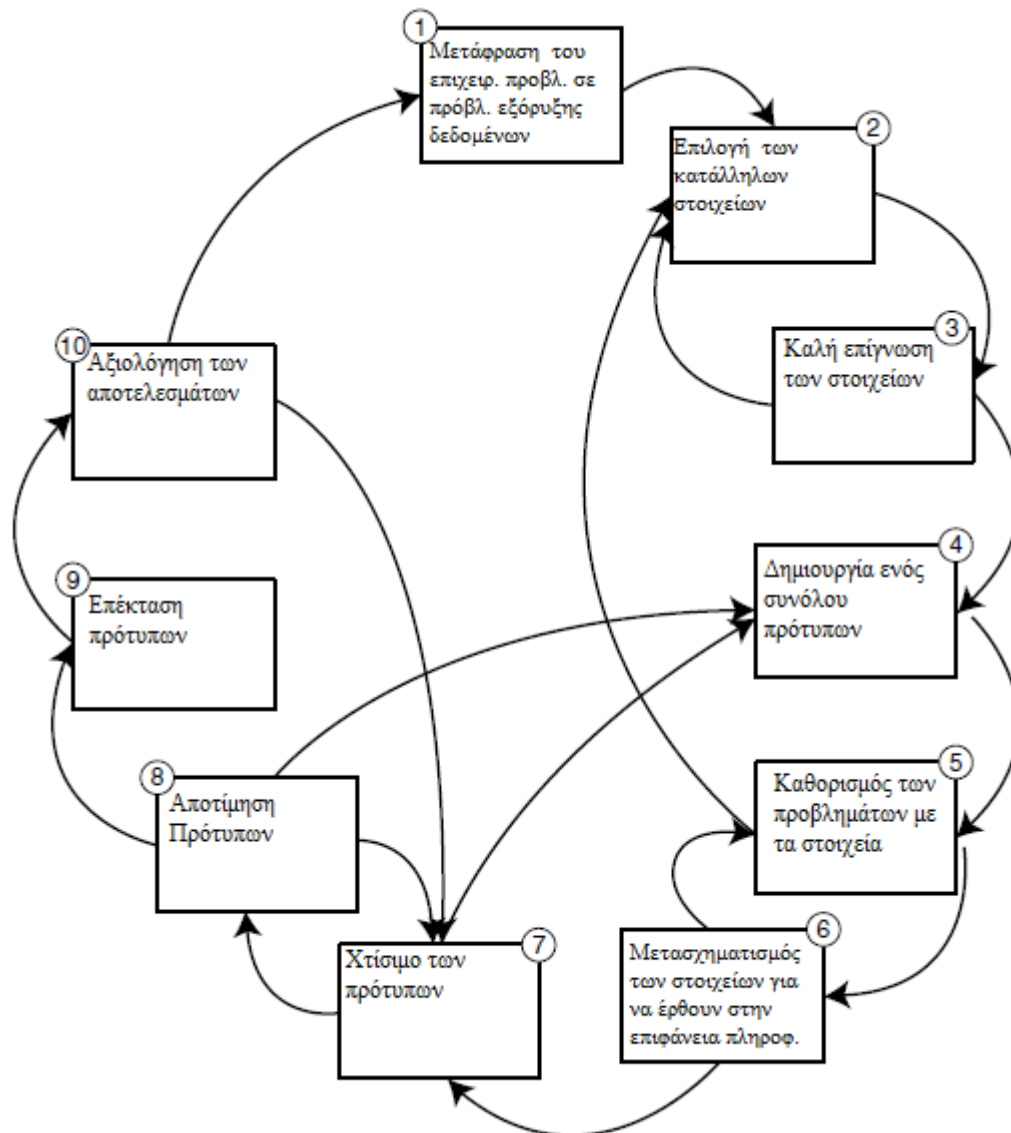 1
Μετάφραση του
επιχειρ. προβλ. σε
πρόβλ. εξόρυξης
δεδομένων
2
Επιλογή των
κατάλληλων
στοιχείων
3
Καλή επίγνωση
των στοιχείων
4
Δημιουργία ενός
συνόλου
πρότυπων
5
Καθορισμός των
προβλημάτων με
τα στοιχεία
6
Μετασχηματισμός
των στοιχείων για
να έρθουν στην
επιφάνεια πληροφ.
7
Χτίσιμο των
πρότυπων
8
Αποτίμηση
Πρότυπων
9
Επέκταση
πρότυπων
10
Αξιολόγηση των
αποτελεσμάτων